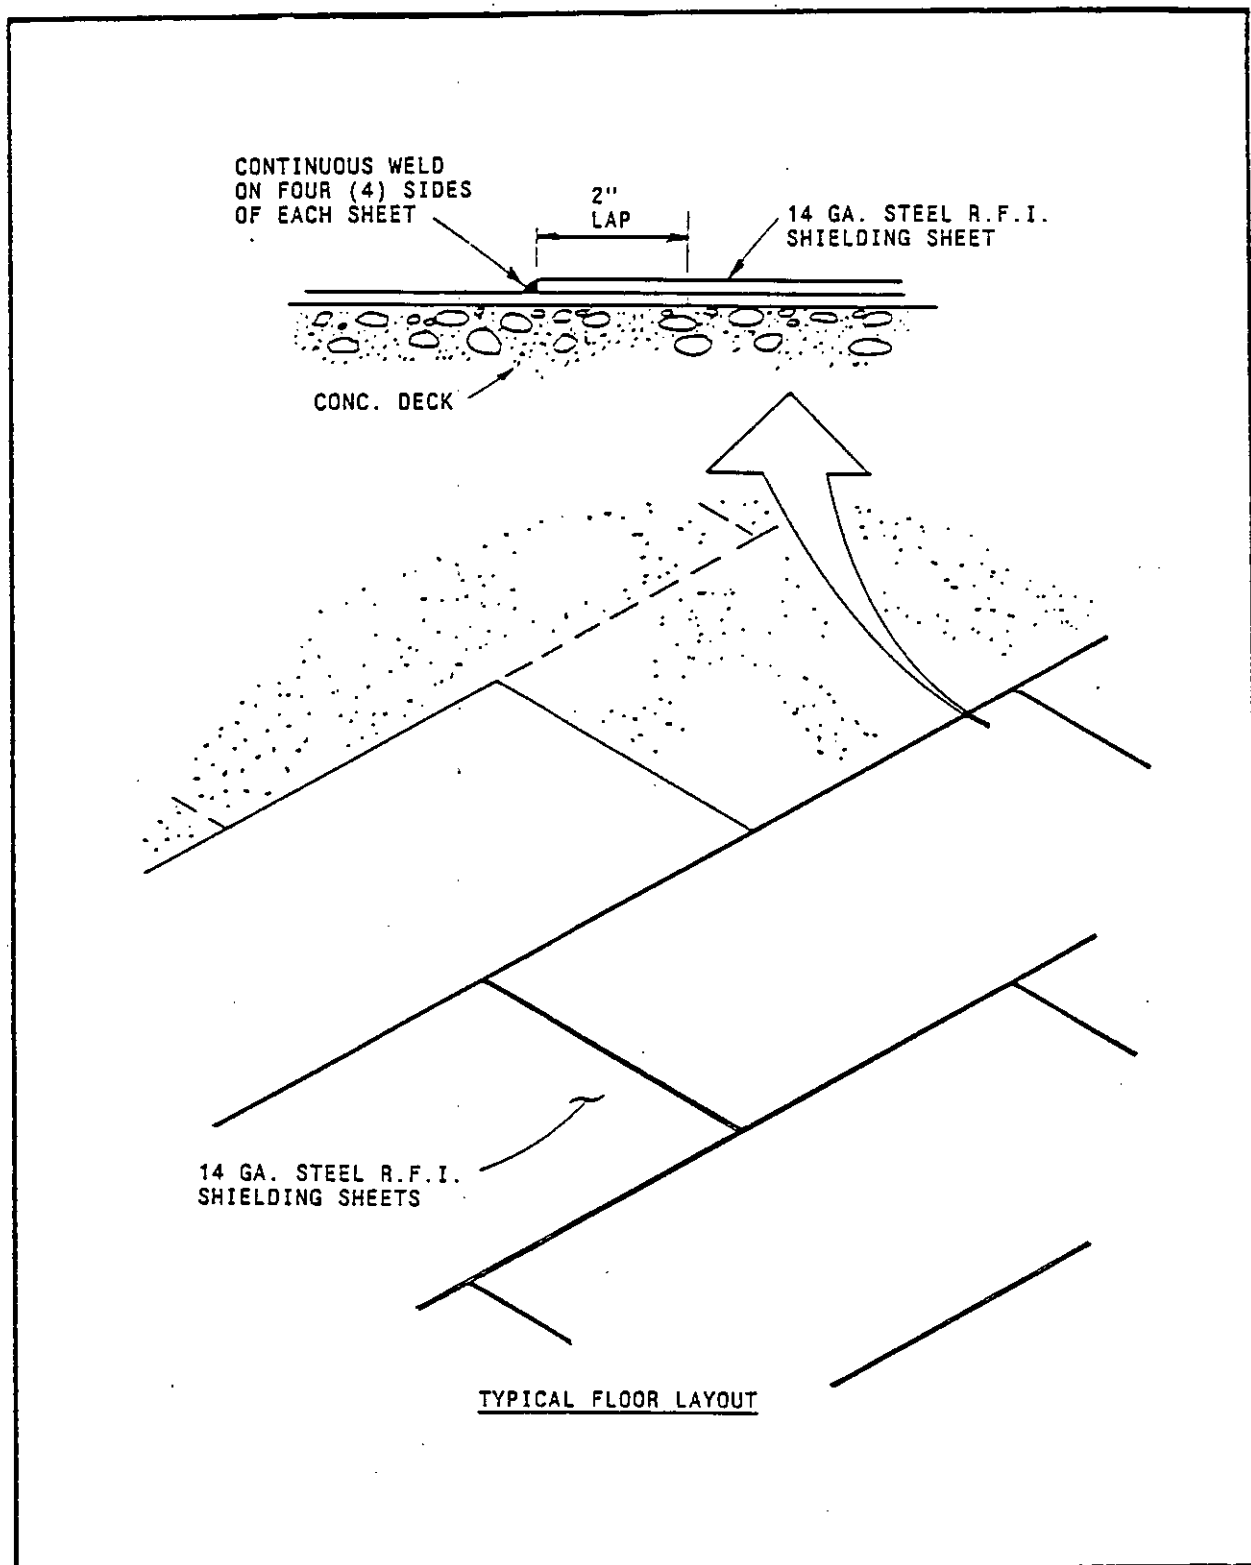 CONTINUOUS WELD
ON FOUR (4) SIDES
OF EACH SHEET
2"
LAP
14 GA. STEEL R.F.I.
SHIELDING SHEET
CONC. DECK
14 GA. STEEL R.F.I.
SHIELDING SHEETS
TYPICAL FLOOR LAYOUT